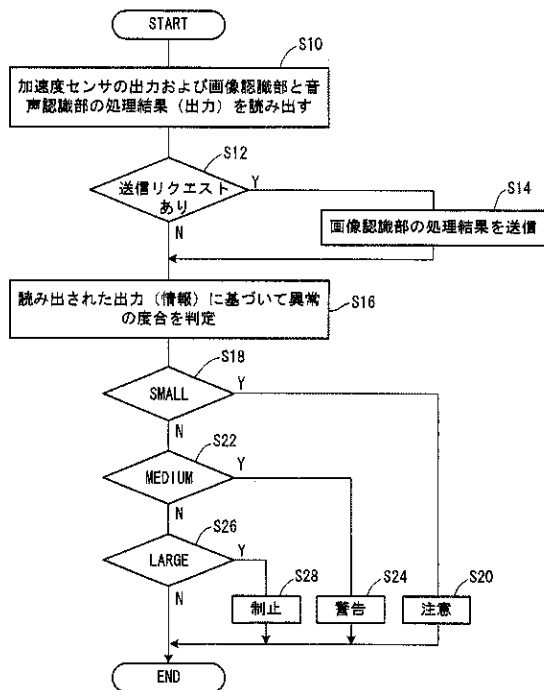 START
S10
加速度センサの出力および画像認識部と音
声認識部の処理結果（出力）を読み出す
S12
送信リクエスト
あり
Y
N
S14
画像認識部の処理結果を送信
S16
読み出された出力（情報）に基づいて異常
の度合を判定
S18
SMALL
Y
N
S22
MEDIUM
Y
N
S26
LARGE
Y
N
S28
制止
S24
警告
S20
注意
END